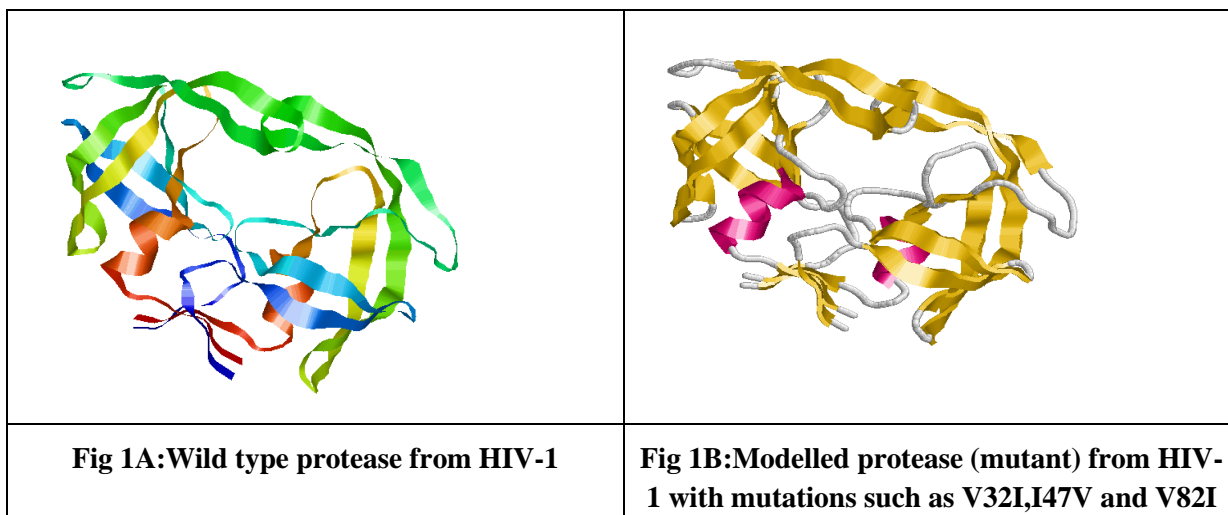 Fig 1A:Wild type protease from HIV-1
Fig 1B:Modelled protease (mutant) from HIV-
1 with mutations such as V32I,I47V and V82I